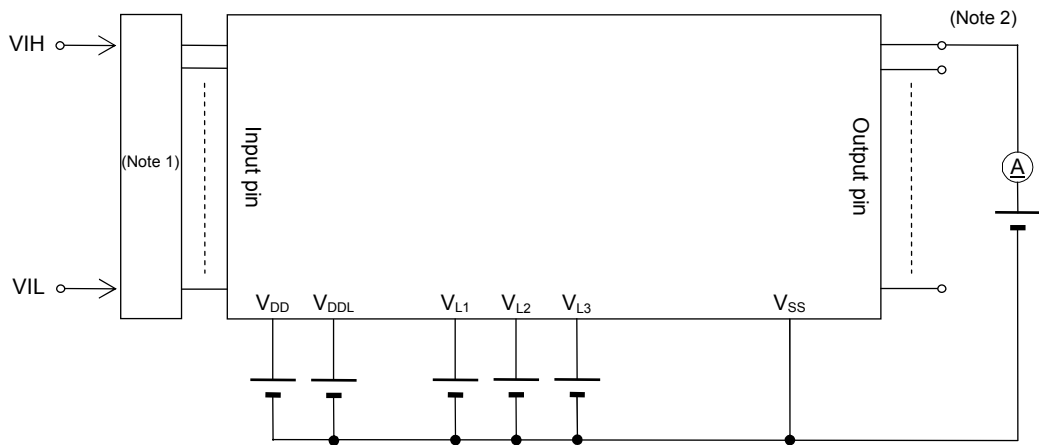 (Note 2)
VIH
(Note 1)
Input pin
Output pin
A
VIL
VDD
VDDL
VL1
VL2
VL3
VSS